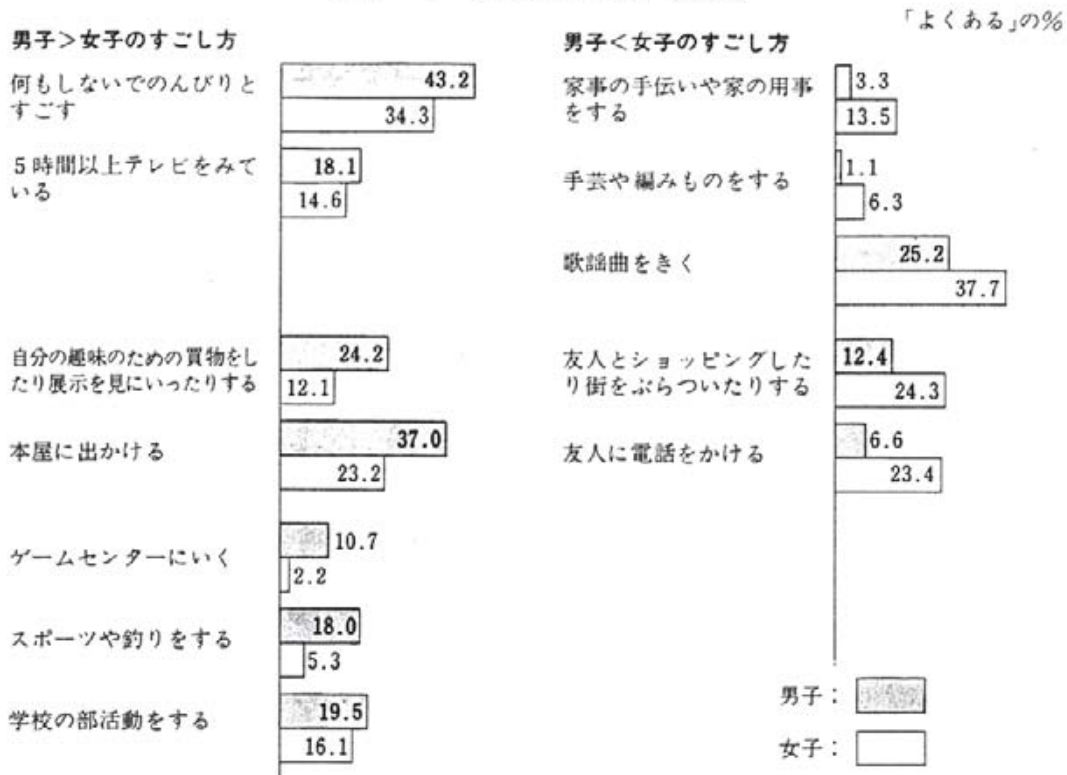 「よくある」の%
男子＞女子のすごし方
何もしないでのんびりと
すごす
43.2
34.3
5時間以上テレビをみて
いる
18.1
14.6
自分の趣味のための買物をし
たり展示を見にいったりする
24.2
12.1
本屋に出かける
37.0
23.2
ゲームセンターにいく
10.7
2.2
スポーツや釣りをする
18.0
5.3
学校の部活動をする
19.5
16.1
男子＜女子のすごし方
家事の手伝いや家の用事
をする
3.3
13.5
手芸や編みものをする
1.1
6.3
歌謡曲をきく
25.2
37.7
友人とショッピングした
り街をぶらついたりする
12.4
24.3
友人に電話をかける
6.6
23.4
男子：
女子：